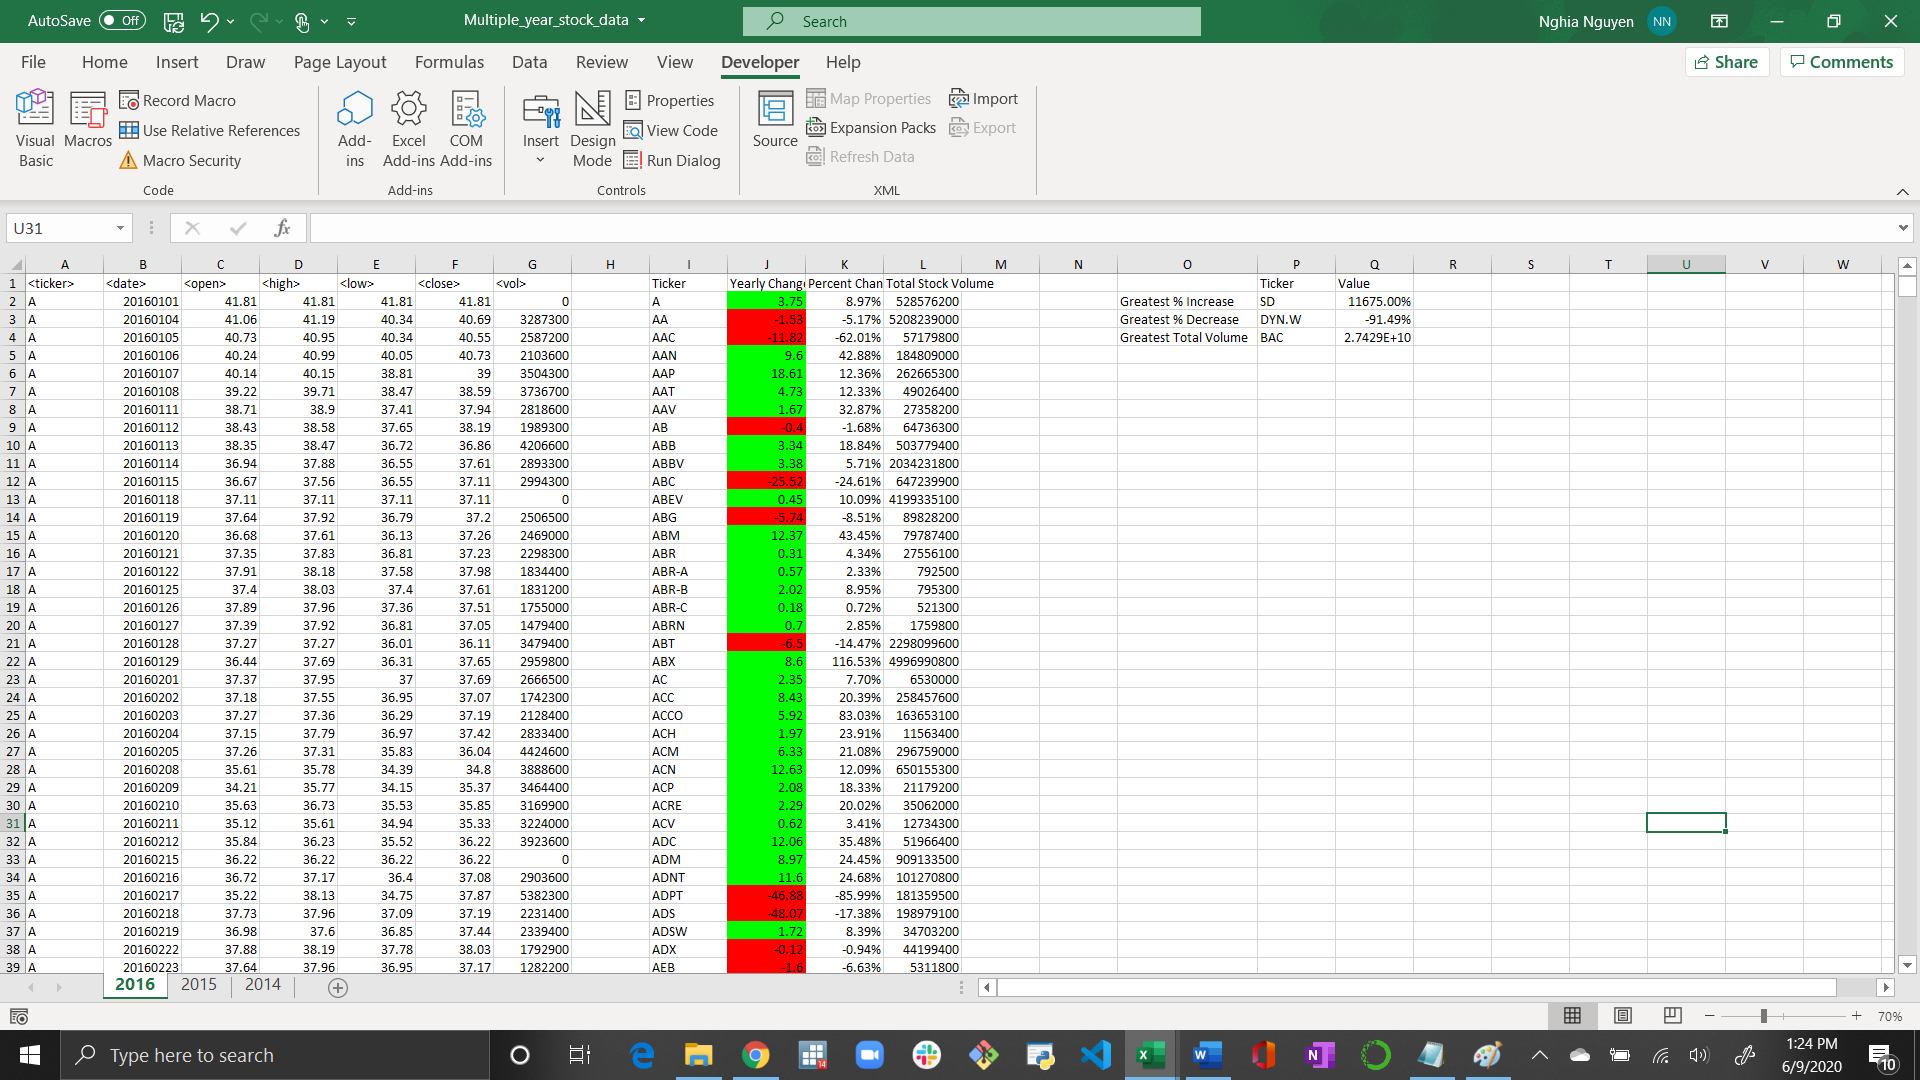 AutoSave Off Multiple_year_stock_data Search Nghia Nguyen NN
File Home Insert Draw Page Layout Formulas Data Review View Developer Help Share Comments
Visual Basic
Macros
Record Macro
Use Relative References
Macro Security
Code
Add-ins
Excel Add-ins
COM Add-ins
Add-ins
Insert
Design Mode
Properties
View Code
Run Dialog
Controls
Source
Map Properties
Expansion Packs
Refresh Data
Import
Export
XML
U31 fx
A B C D E F G H I J K L M N O P Q R S T U V W
1 <ticker> <date> <open> <high> <low> <close> <vol> Ticker Yearly Chang Percent Chan Total Stock Volume Ticker Value
2 A 20160101 41.81 41.81 41.81 41.81 0 A 3.75 8.97% 528576200 Greatest % Increase SD 11675.00%
3 A 20160104 41.06 41.19 40.34 40.69 3287300 AA -1.53 -5.17% 5208239000 Greatest % Decrease DYN.W -91.49%
4 A 20160105 40.73 40.95 40.34 40.55 2587200 AAC -11.82 -62.01% 57179800 Greatest Total Volume BAC 2.7429E+10
5 A 20160106 40.24 40.99 40.05 40.73 2103600 AAN 9.6 42.88% 184809000
6 A 20160107 40.14 40.15 38.81 39 3504300 AAP 18.61 12.36% 262665300
7 A 20160108 39.22 39.71 38.47 38.59 3736700 AAT 4.73 12.33% 49026400
8 A 20160111 38.71 38.9 37.41 37.94 2818600 AAV 1.67 32.87% 27358200
9 A 20160112 38.43 38.58 37.65 38.19 1989300 AB -0.4 -1.68% 64736300
10 A 20160113 38.35 38.47 36.72 36.86 4206600 ABB 3.34 18.84% 503779400
11 A 20160114 36.94 37.88 36.55 37.61 2893300 ABBV 3.38 5.71% 2034231800
12 A 20160115 36.67 37.56 36.55 37.11 2994300 ABC -25.52 -24.61% 647239900
13 A 20160118 37.11 37.11 37.11 37.11 0 ABEV 0.45 10.09% 4199335100
14 A 20160119 37.64 37.92 36.79 37.2 2506500 ABG -5.74 -8.51% 89828200
15 A 20160120 36.68 37.61 36.13 37.26 2469000 ABM 12.37 43.45% 79787400
16 A 20160121 37.35 37.83 36.81 37.23 2298300 ABR 0.31 4.34% 27556100
17 A 20160122 37.91 38.18 37.58 37.98 1834400 ABR-A 0.57 2.33% 792500
18 A 20160125 37.4 38.03 37.4 37.61 1831200 ABR-B 2.02 8.95% 795300
19 A 20160126 37.89 37.96 37.36 37.51 1755000 ABR-C 0.18 0.72% 521300
20 A 20160127 37.39 37.92 36.81 37.05 1479400 ABRN 0.7 2.85% 1759800
21 A 20160128 37.27 37.27 36.01 36.11 3479400 ABT -6.5 -14.47% 2298099600
22 A 20160129 36.44 37.69 36.31 37.65 2959800 ABX 8.6 116.53% 4996990800
23 A 20160201 37.37 37.95 37 37.69 2666500 AC 2.35 7.70% 6530000
24 A 20160202 37.18 37.55 36.95 37.07 1742300 ACC 8.43 20.39% 258457600
25 A 20160203 37.27 37.36 36.29 37.19 2128400 ACCO 5.92 83.03% 163653100
26 A 20160204 37.15 37.79 36.97 37.42 2833400 ACH 1.97 23.91% 11563400
27 A 20160205 37.26 37.31 35.83 36.04 4424600 ACM 6.33 21.08% 296759000
28 A 20160208 35.61 35.78 34.39 34.8 3888600 ACN 12.63 12.09% 650155300
29 A 20160209 34.21 35.77 34.15 35.37 3464400 ACP 2.08 18.33% 21179200
30 A 20160210 35.63 36.73 35.53 35.85 3169900 ACRE 2.29 20.02% 35062000
31 A 20160211 35.12 35.61 34.94 35.33 3224000 ACV 0.62 3.41% 12734300
32 A 20160212 35.84 36.23 35.52 36.22 3923600 ADC 12.06 35.48% 51966400
33 A 20160215 36.22 36.22 36.22 36.22 0 ADM 8.97 24.45% 909133500
34 A 20160216 36.72 37.17 36.4 37.08 2903600 ADNT 11.6 24.68% 101270800
35 A 20160217 35.22 38.13 34.75 37.87 5382300 ADPT -46.88 -85.99% 181359500
36 A 20160218 37.73 37.96 37.09 37.19 2231400 ADS -48.07 -17.38% 198979100
37 A 20160219 36.98 37.6 36.85 37.44 2339400 ADSW 1.72 8.39% 34703200
38 A 20160222 37.88 38.19 37.78 38.03 1792900 ADX -0.12 -0.94% 44199400
39 A 20160223 37.64 37.96 36.95 37.17 1282200 AEB -1.6 -6.63% 5311800
2016 2015 2014
70%
Type here to search
1:24 PM
6/9/2020
10